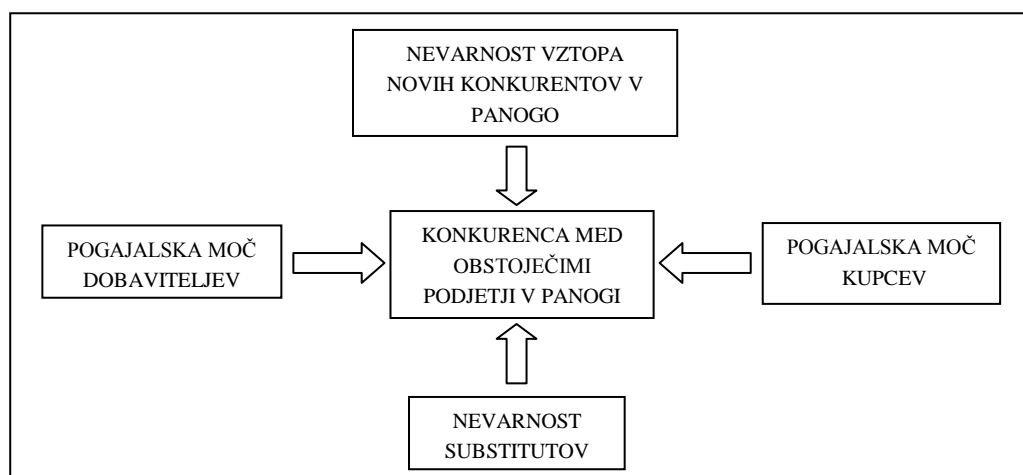 NEVARNOST VZTOPA
NOVIH KONKURENTOV V
PANOGO
POGAJALSKA MOČ
DOBAVITELJEV
KONKURENCA MED
OBSTOJEČIMI
PODJETJI V PANOGI
POGAJALSKA MOČ
KUPCEV
NEVARNOST
SUBSTITUTOV